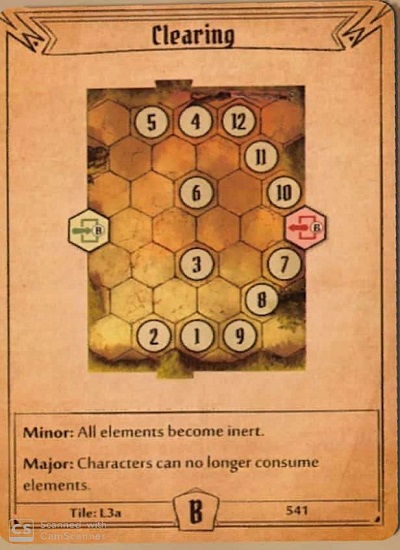 Clearing
5 4 12
11
6 10
B B
3 7
8
2 1 9
Minor: All elements become inert.
Major: Characters can no longer consume
elements.
Tile: L3a B 541
CS Scanned with
CamScanner